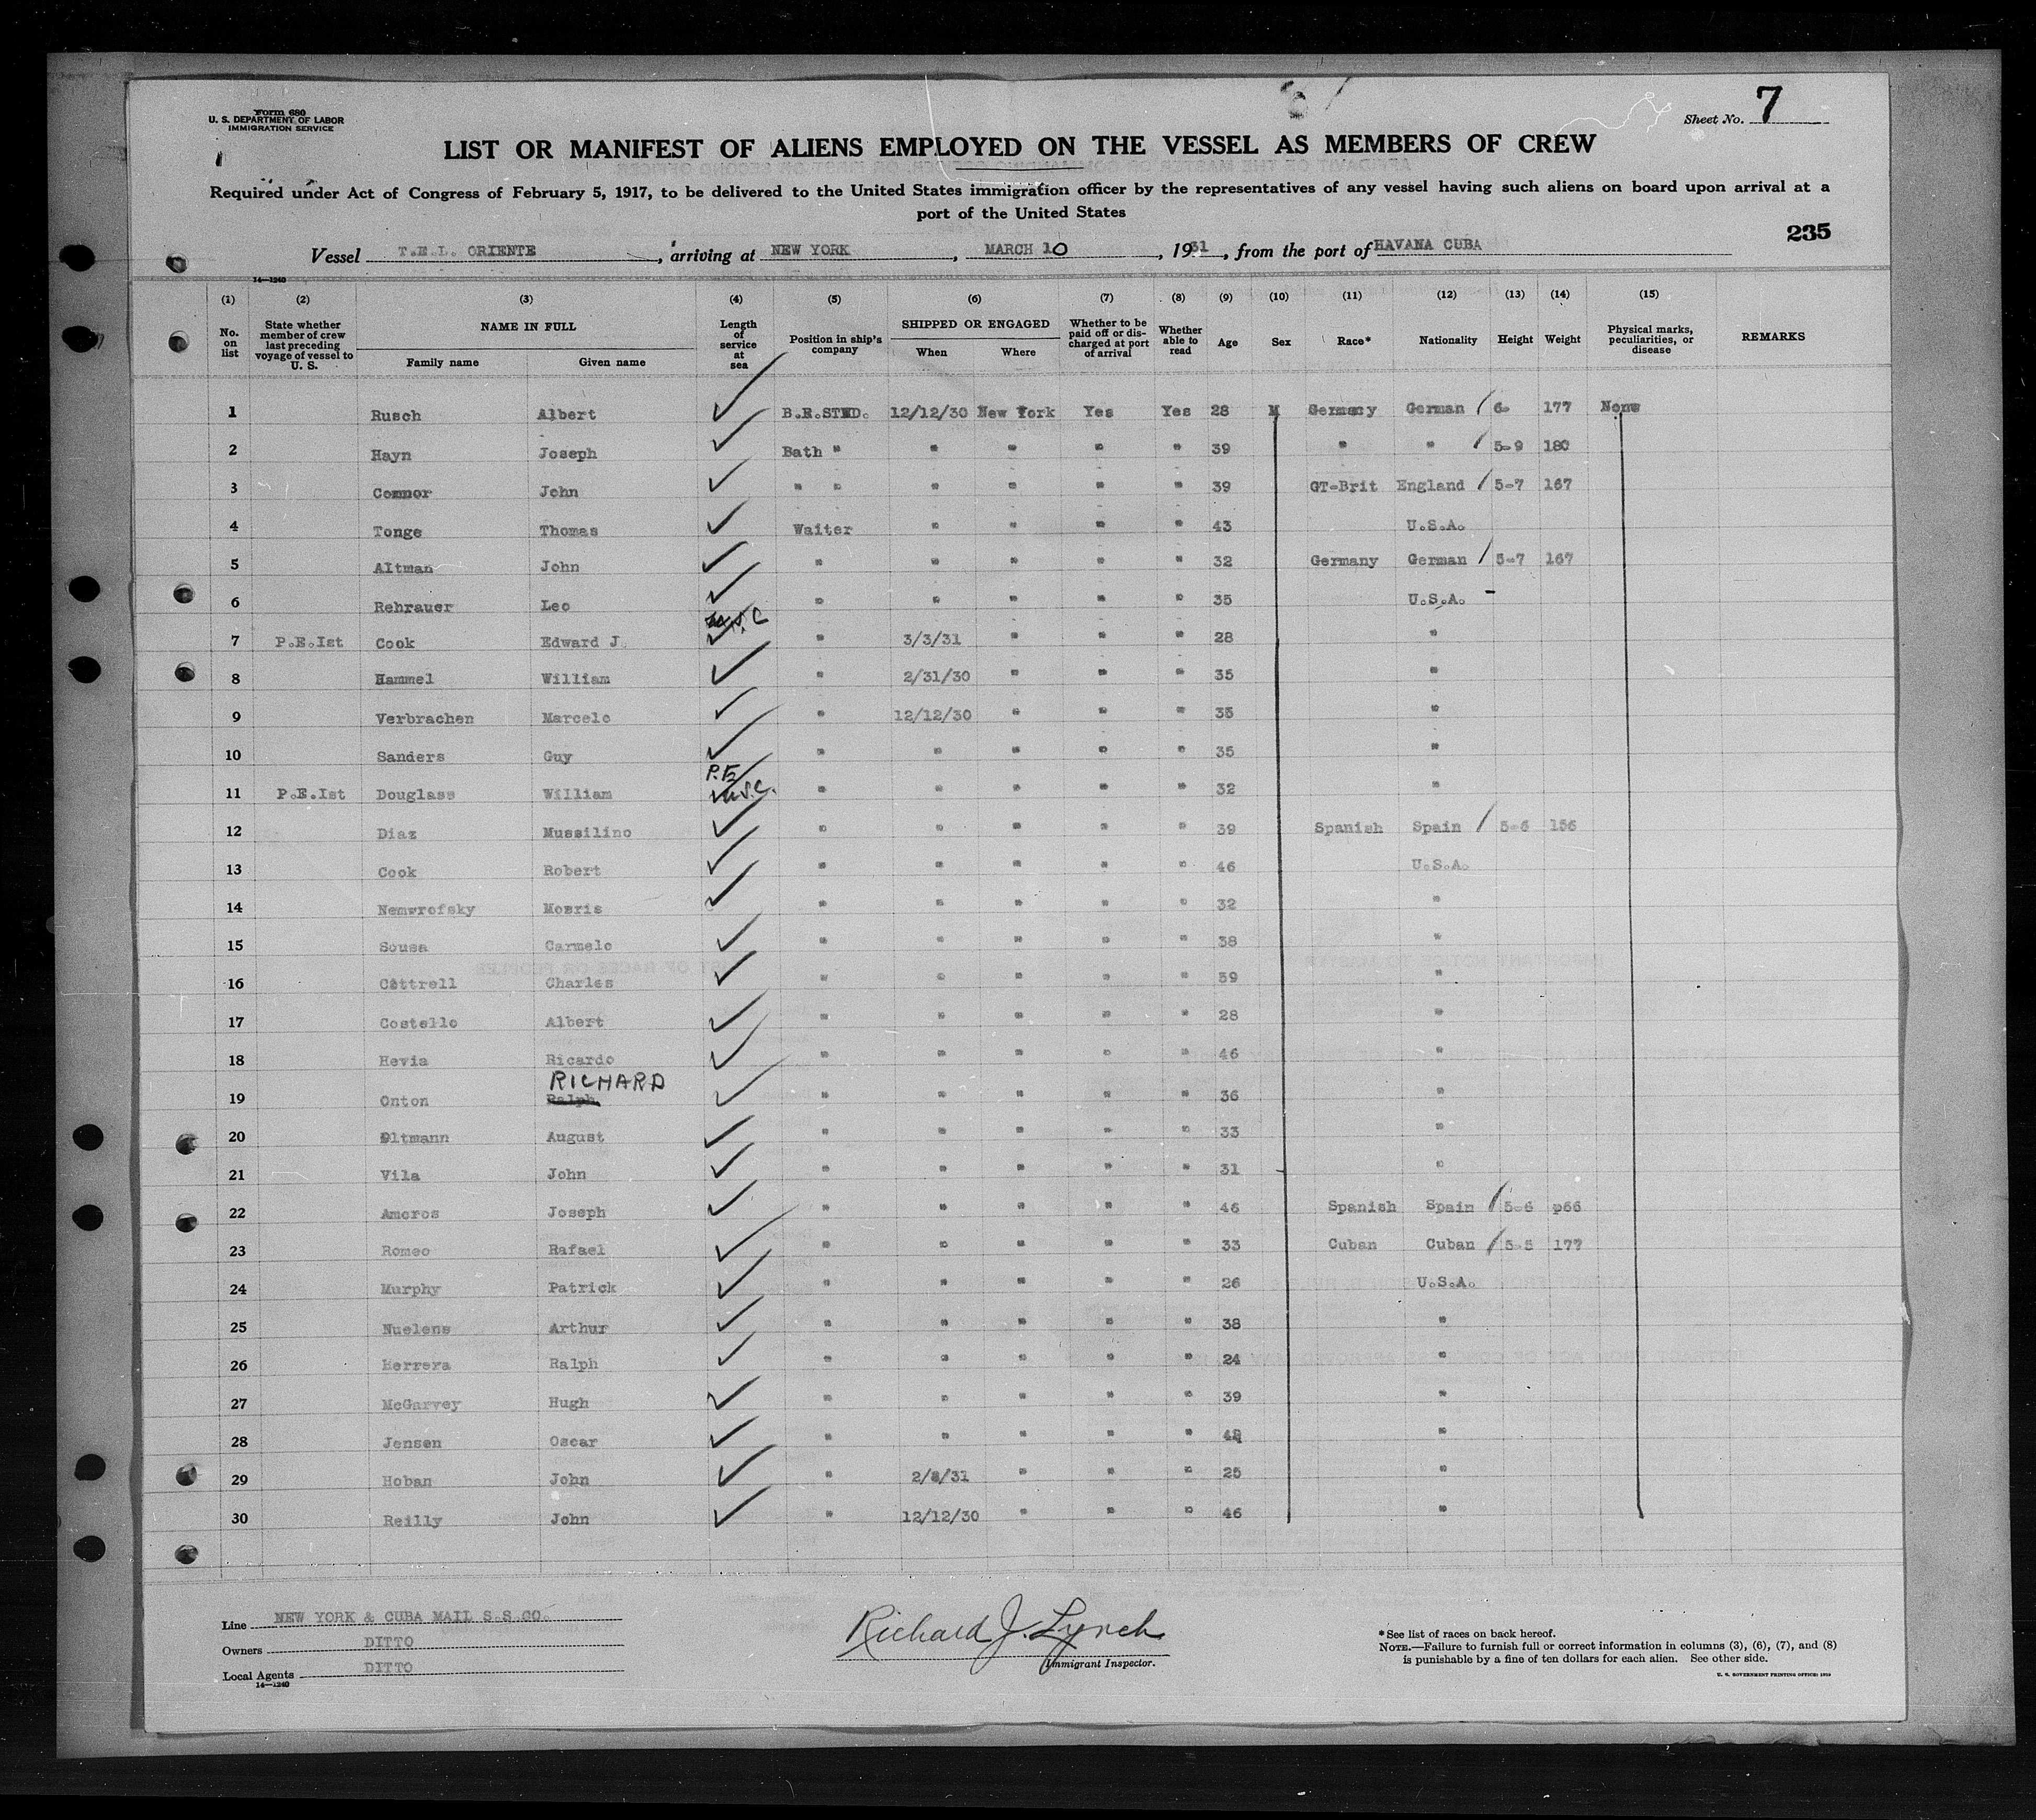 Form 680
U. S. DEPARTMENT OF LABOR
IMMIGRATION SERVICE
Sheet No. 7
LIST OR MANIFEST OF ALIENS EMPLOYED ON THE VESSEL AS MEMBERS OF CREW
Required under Act of Congress of February 5, 1917, to be delivered to the United States immigration officer by the representatives of any vessel having such aliens on board upon arrival at a
port of the United States
235
Vessel T.E.L. ORIENTE, arriving at NEW YORK, MARCH 10, 1931, from the port of HAVANA CUBA
14—1240
(1) (2) (3) (4) (5) (6) (7) (8) (9) (10) (11) (12) (13) (14) (15)
No. on list State whether member of crew last preceding voyage of vessel to U. S. NAME IN FULL Family name Given name Length of service at sea Position in ship's company SHIPPED OR ENGAGED When Where Whether to be paid off or discharged at port of arrival Whether able to read Age Sex Race* Nationality Height Weight Physical marks, peculiarities, or disease REMARKS
1 Rusch Albert ✓ B.R.STWD. 12/12/30 New York Yes Yes 28 M Germany German / 6- 177 None
2 Hayn Joseph ✓ Bath " " " " " 39 " " / 5-9 180
3 Connor John ✓ " " " " " " 39 GT-Brit England / 5-7 167
4 Tonge Thomas ✓ Waiter " " " " 43 U.S.A.
5 Altman John ✓ " " " " " 32 Germany German / 5-7 167
6 Rehrauer Leo ✓ " " " " " 35 U.S.A. -
7 P.E.Ist Cook Edward J. ✓ " 3/3/31 " " " 28 "
8 Hammel William ✓ " 2/31/30 " " " 35 "
9 Verbrachen Marcelo ✓ " 12/12/30 " " " 35 "
10 Sanders Guy ✓ " " " " " 35 "
11 P.E.Ist Douglass William P.E. ✓ U.S.C. " " " " " 32 "
12 Diaz Mussilino ✓ " " " " " 39 Spanish Spain / 5-6 156
13 Cook Robert ✓ " " " " " 46 U.S.A.
14 Nemwrofsky Morris ✓ " " " " " 32 "
15 Sousa Carmelo ✓ " " " " " 38 "
16 Cottrell Charles ✓ " " " " " 39 "
17 Costello Albert ✓ " " " " " 28 "
18 Hevia Ricardo ✓ " " " " " 46 "
RICHARD
19 Onton Ralph ✓ " " " " " 36 "
20 Oltmann August ✓ " " " " " 33 "
21 Vila John ✓ " " " " " 31 "
22 Amoros Joseph ✓ " " " " " 46 Spanish Spain / 5-6 p66
23 Romeo Rafael ✓ " " " " " 33 Cuban Cuban / 5-5 177
24 Murphy Patrick ✓ " " " " " 26 U.S.A.
25 Nuelens Arthur ✓ " " " " " 38 "
26 Herrera Ralph ✓ " " " " " 24 "
27 McGarvey Hugh ✓ " " " " " 39 "
28 Jensen Oscar ✓ " " " " " "
29 Hoban John ✓ " 2/8/31 " " " 25 "
30 Reilly John ✓ " 12/12/30 " " " 46 "
Line NEW YORK & CUBA MAIL S.S.CO.
Owners DITTO
Local Agents DITTO
14—1240
Richard J. Lynch
Immigrant Inspector.
*See list of races on back hereof.
NOTE.—Failure to furnish full or correct information in columns (3), (6), (7), and (8)
is punishable by a fine of ten dollars for each alien. See other side.
U. S. GOVERNMENT PRINTING OFFICE: 1929